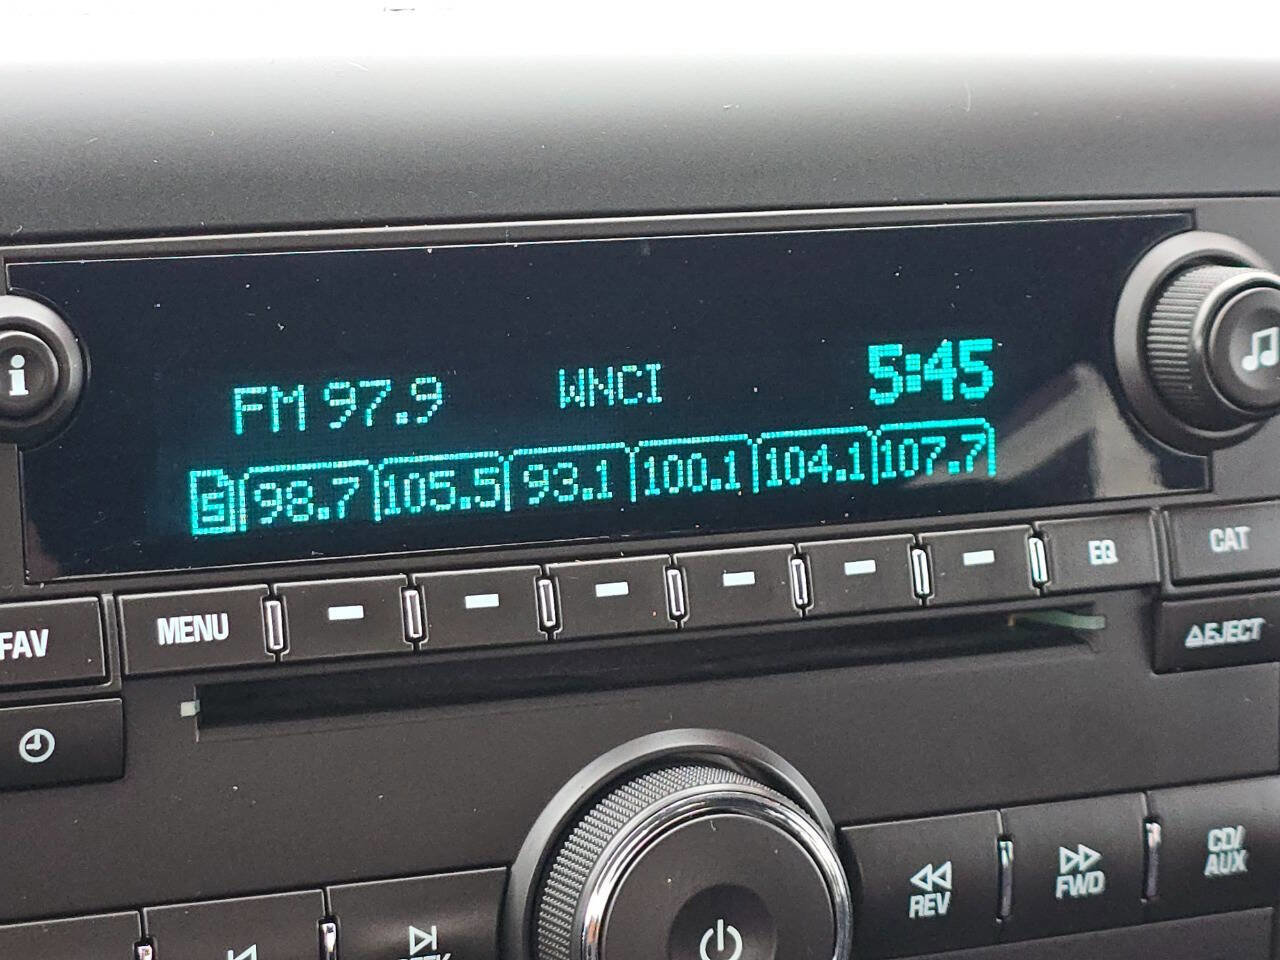 FM 97.9 WNCI 5:45
98.7 105.5 93.1 100.1 104.1 107.7
i
FAV MENU EQ CAT
EJECT
REV FWD CD/
AUX